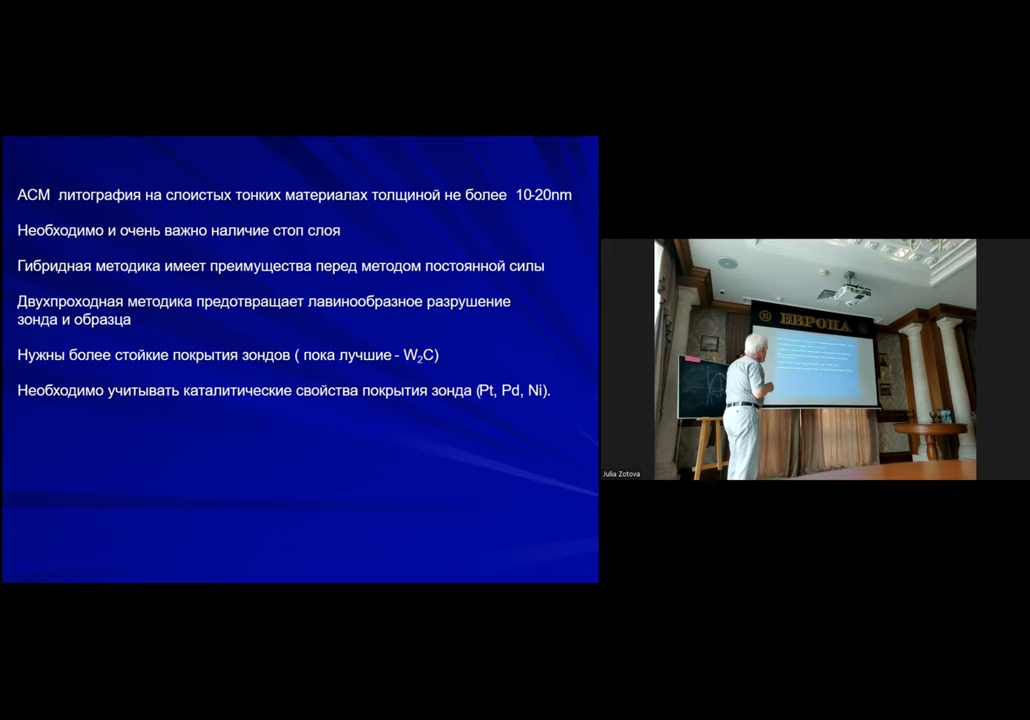 АСМ литография на слоистых тонких материалах толщиной не более 10-20nm
Необходимо и очень важно наличие стоп слоя
Гибридная методика имеет преимущества перед методом постоянной силы
Двухпроходная методика предотвращает лавинообразное разрушение
зонда и образца
Нужны более стойкие покрытия зондов ( пока лучшие - W₂C)
Необходимо учитывать каталитические свойства покрытия зонда (Pt, Pd, Ni).
ЕВРОПА
Julia Zotova